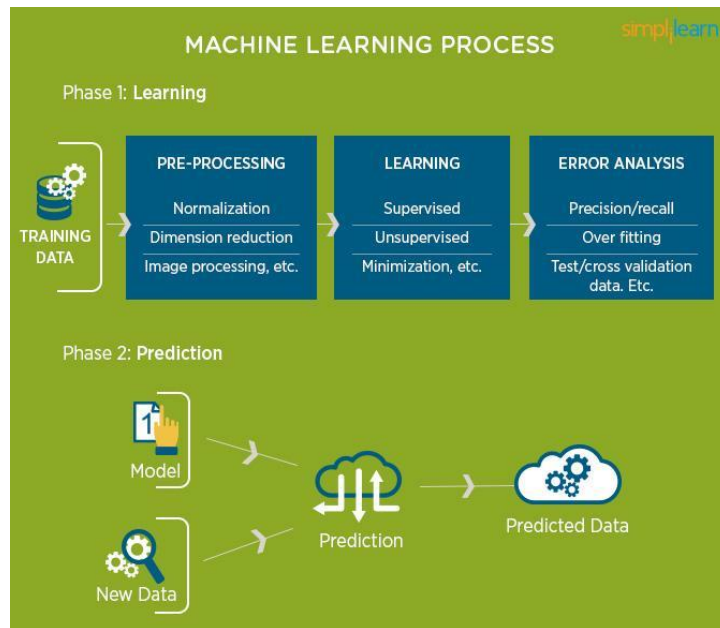 simplilearn
MACHINE LEARNING PROCESS
Phase 1: Learning
TRAINING
DATA
PRE-PROCESSING
Normalization
Dimension reduction
Image processing, etc.
LEARNING
Supervised
Unsupervised
Minimization, etc.
ERROR ANALYSIS
Precision/recall
Over fitting
Test/cross validation
data. Etc.
Phase 2: Prediction
1
Model
New Data
Prediction
Predicted Data